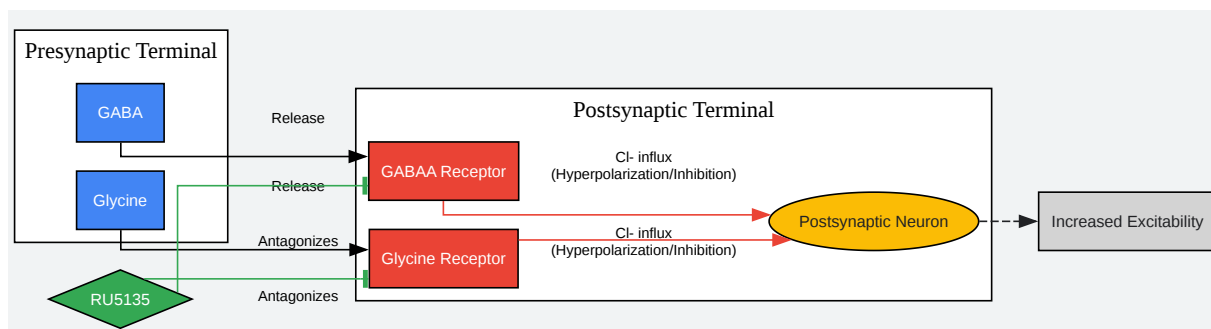 Presynaptic Terminal
GABA
Glycine
RU5135
Release
Release
Antagonizes
Antagonizes
Postsynaptic Terminal
GABAA Receptor
Glycine Receptor
Cl- influx
(Hyperpolarization/Inhibition)
Cl- influx
(Hyperpolarization/Inhibition)
Postsynaptic Neuron
Increased Excitability